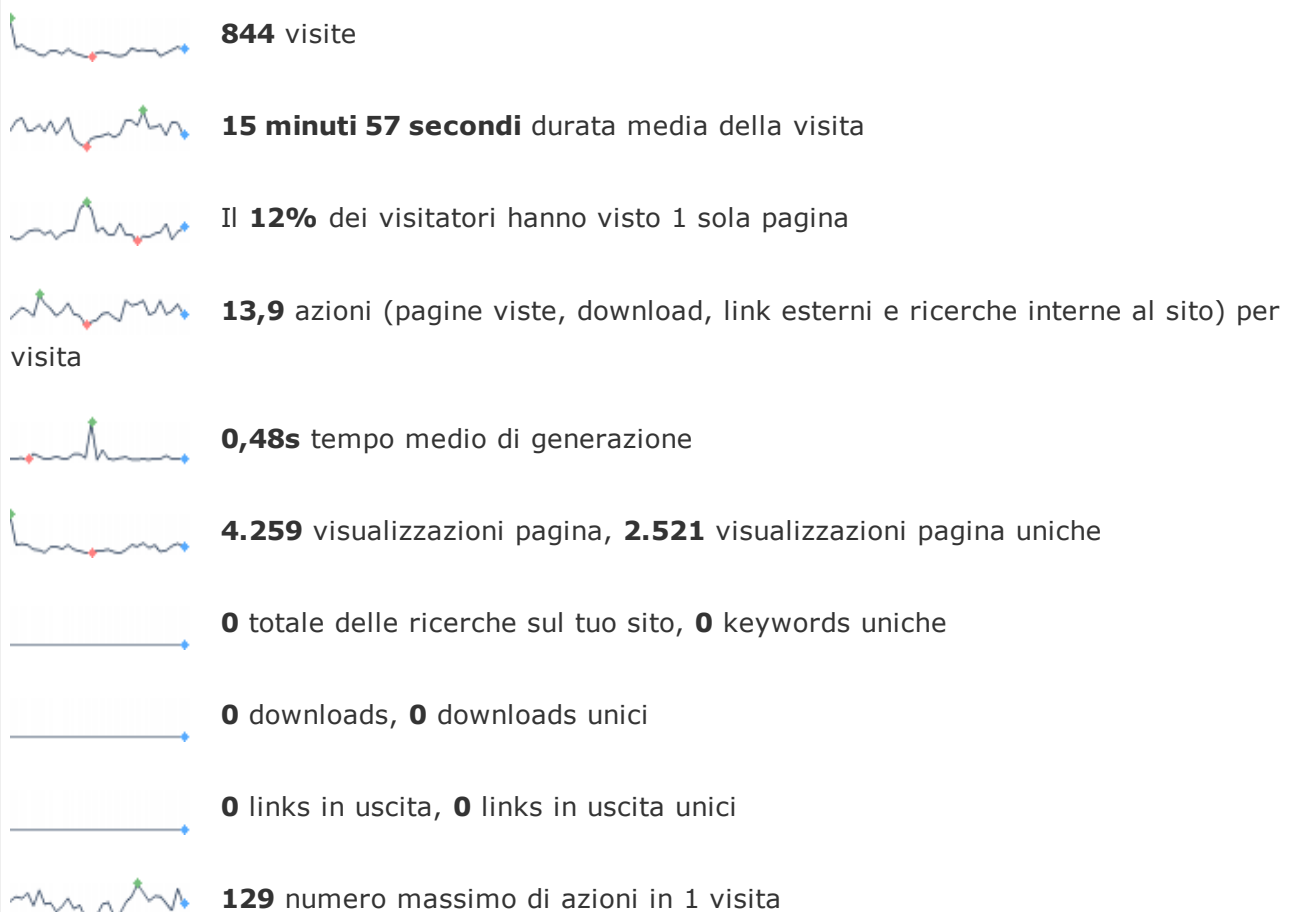 844 visite
15 minuti 57 secondi durata media della visita
Il 12% dei visitatori hanno visto 1 sola pagina
13,9 azioni (pagine viste, download, link esterni e ricerche interne al sito) per
visita
0,48s tempo medio di generazione
4.259 visualizzazioni pagina, 2.521 visualizzazioni pagina uniche
0 totale delle ricerche sul tuo sito, 0 keywords uniche
0 downloads, 0 downloads unici
0 links in uscita, 0 links in uscita unici
129 numero massimo di azioni in 1 visita